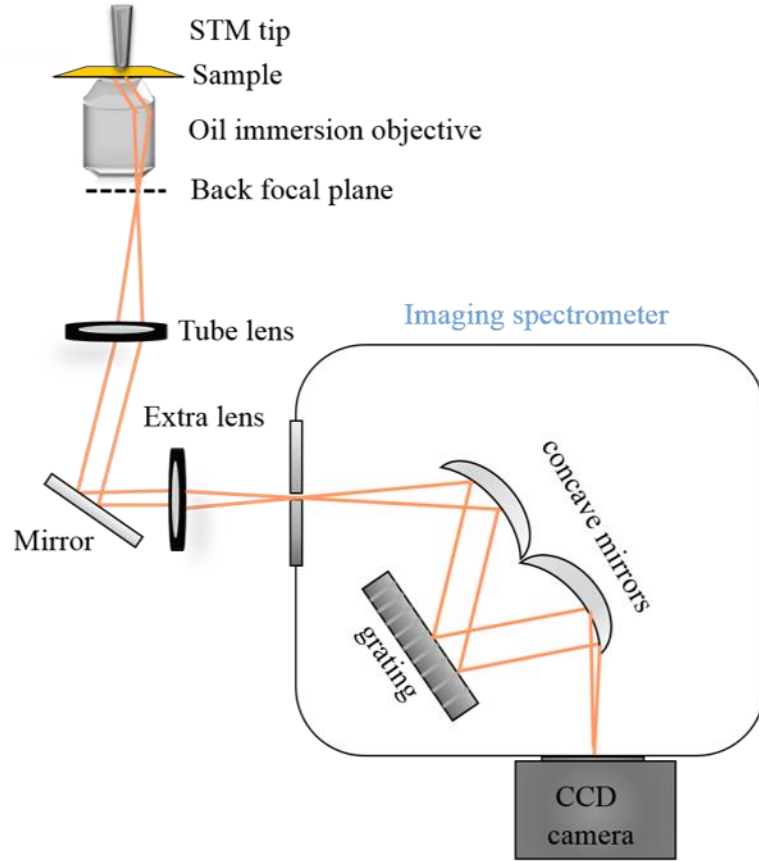 STM tip
Sample
Oil immersion objective
Back focal plane
Tube lens
Imaging spectrometer
Extra lens
concave mirrors
Mirror
grating
CCD
camera